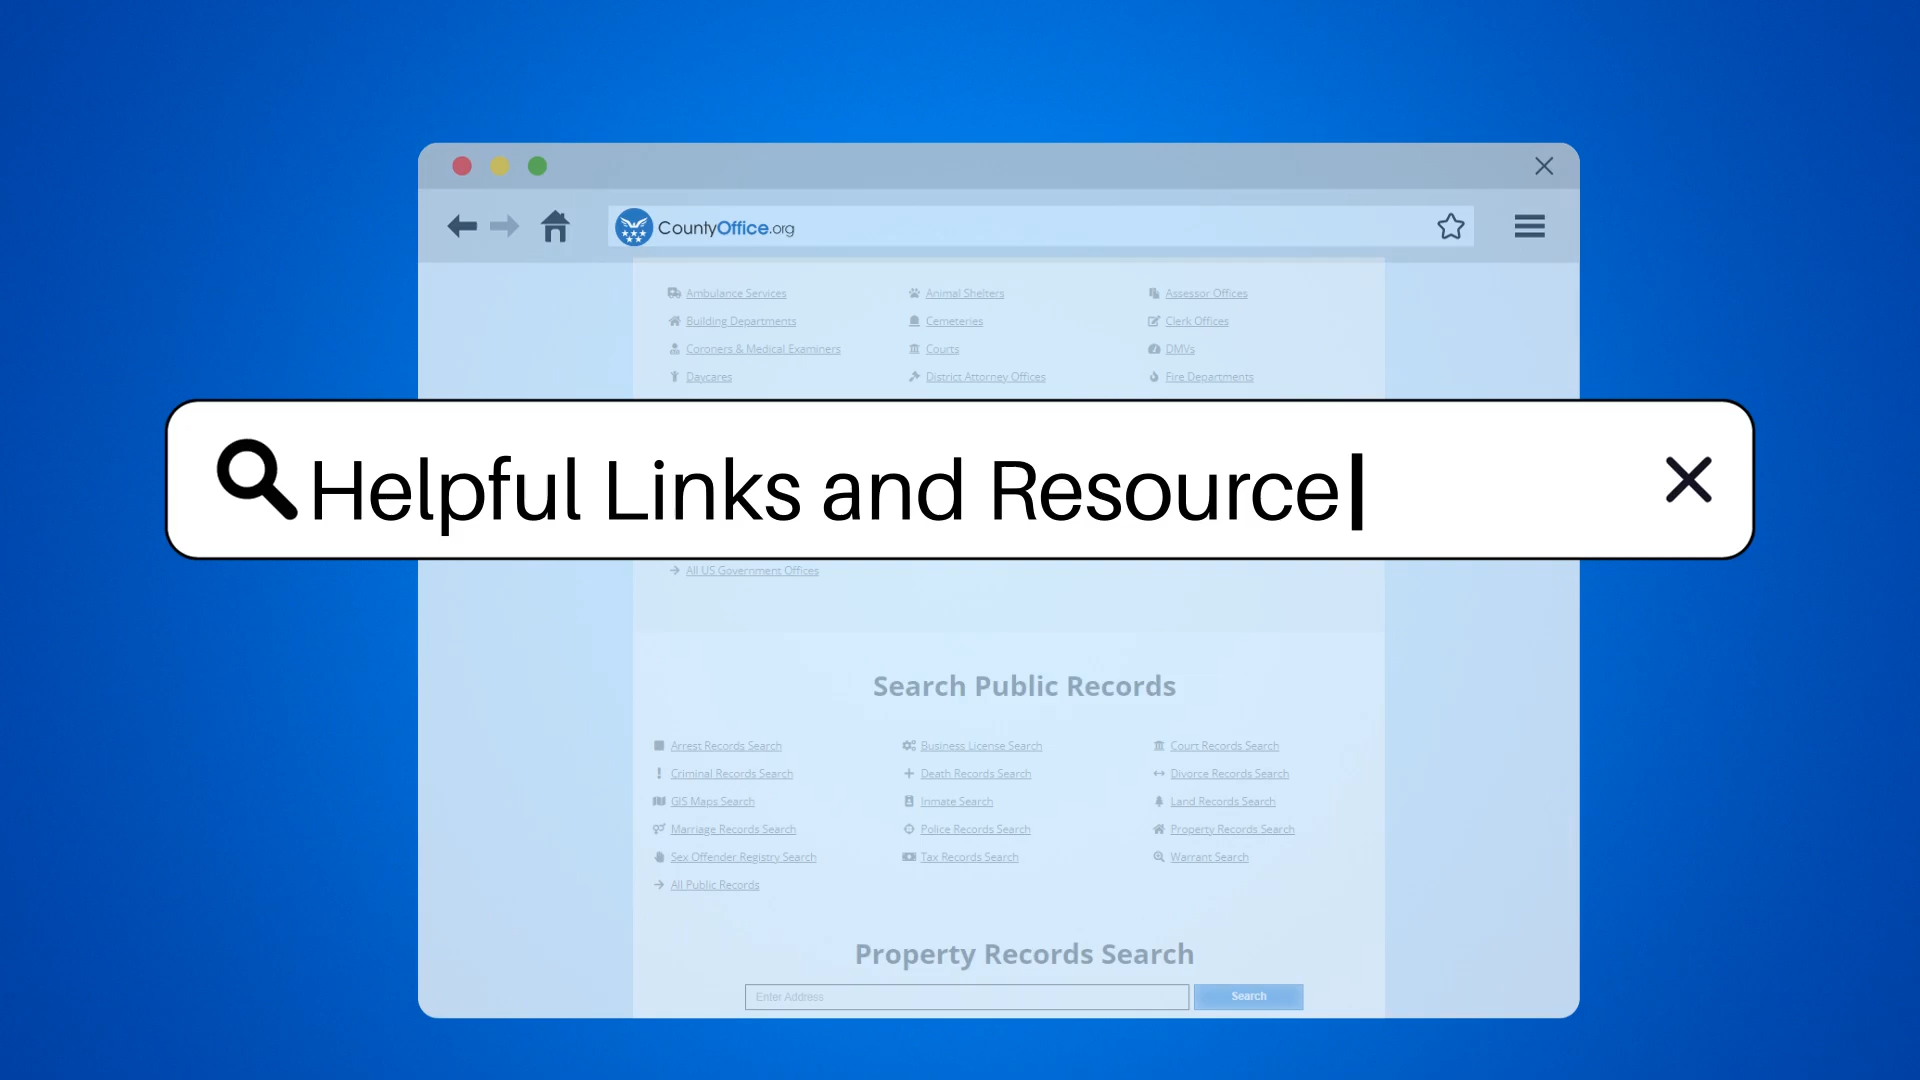 CountyOffice.org
Ambulance Services Animal Shelters Assessor Offices
Building Departments Cemeteries Clerk Offices
Coroners & Medical Examiners Courts DMVs
Daycares District Attorney Offices Fire Departments
Helpful Links and Resource
All US Government Offices
Search Public Records
Arrest Records Search Business License Search Court Records Search
Criminal Records Search Death Records Search Divorce Records Search
GIS Maps Search Inmate Search Land Records Search
Marriage Records Search Police Records Search Property Records Search
Sex Offender Registry Search Tax Records Search Warrant Search
All Public Records
Property Records Search
Enter Address Search